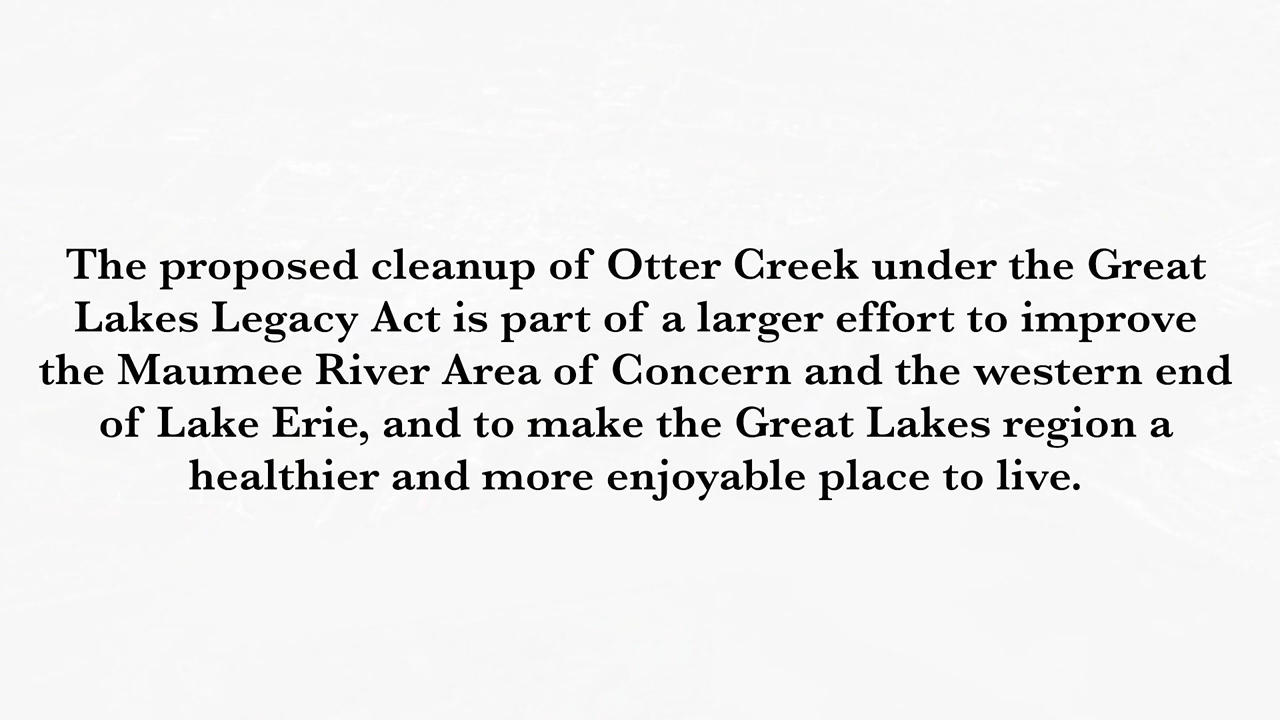 The proposed cleanup of Otter Creek under the Great
Lakes Legacy Act is part of a larger effort to improve
the Maumee River Area of Concern and the western end
of Lake Erie, and to make the Great Lakes region a
healthier and more enjoyable place to live.